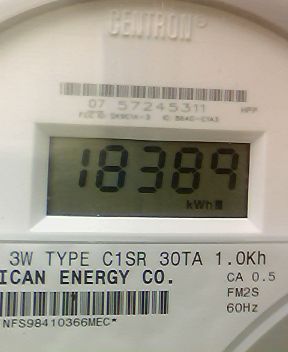 CENTRON®
07 57245311
HPP
18389
kWh
3W TYPE C1SR 30TA 1.0Kh
ICAN ENERGY CO.
CA 0.5
FM2S
60Hz
NFS98410366MEC*